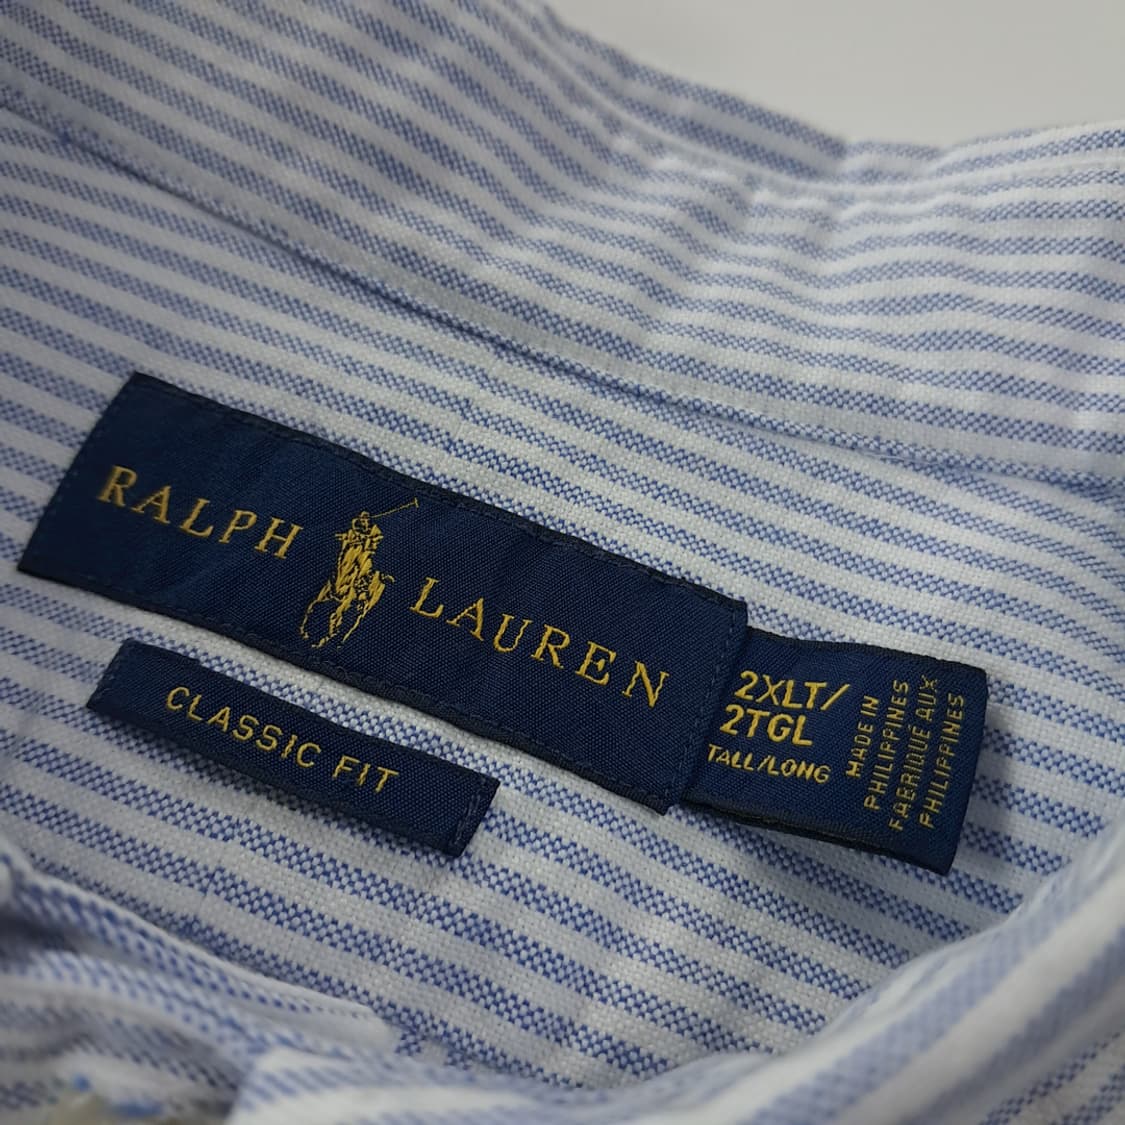 RALPH LAUREN
CLASSIC FIT
2XLT/
2TGL
TALL/LONG
MADE IN
PHILIPPINES
FABRIQUÉ AUX
PHILIPPINES